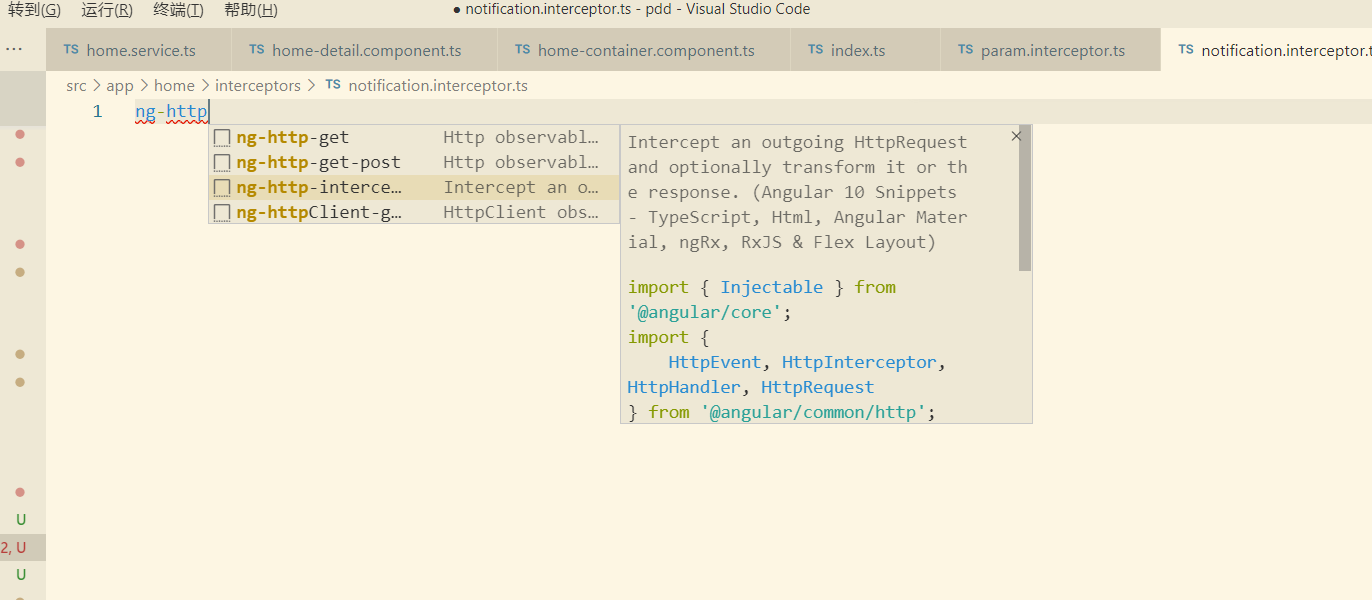 转到(G) 运行(R) 终端(T) 帮助(H) ● notification.interceptor.ts - pdd - Visual Studio Code
... TS home.service.ts TS home-detail.component.ts TS home-container.component.ts TS index.ts TS param.interceptor.ts TS notification.interceptor.t
src > app > home > interceptors > TS notification.interceptor.ts
1 ng-http
ng-http-get Http observabl...
ng-http-get-post Http observabl...
ng-http-interce... Intercept an o...
ng-httpClient-g... HttpClient obs...
Intercept an outgoing HttpRequest
and optionally transform it or th
e response. (Angular 10 Snippets
- TypeScript, Html, Angular Mater
ial, ngRx, RxJS & Flex Layout)
import { Injectable } from
'@angular/core';
import {
HttpEvent, HttpInterceptor,
HttpHandler, HttpRequest
} from '@angular/common/http';
U
2, U
U